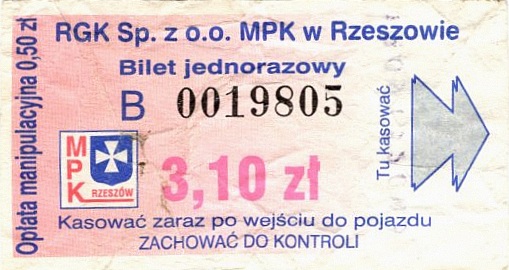 RGK Sp. z o.o. MPK w Rzeszowie
Bilet jednorazowy
B 0019805
Opłata manipulacyjna 0,50 zł
MPK
RZESZÓW
3,10 zł
Tu kasować
Kasować zaraz po wejściu do pojazdu
ZACHOWAĆ DO KONTROLI